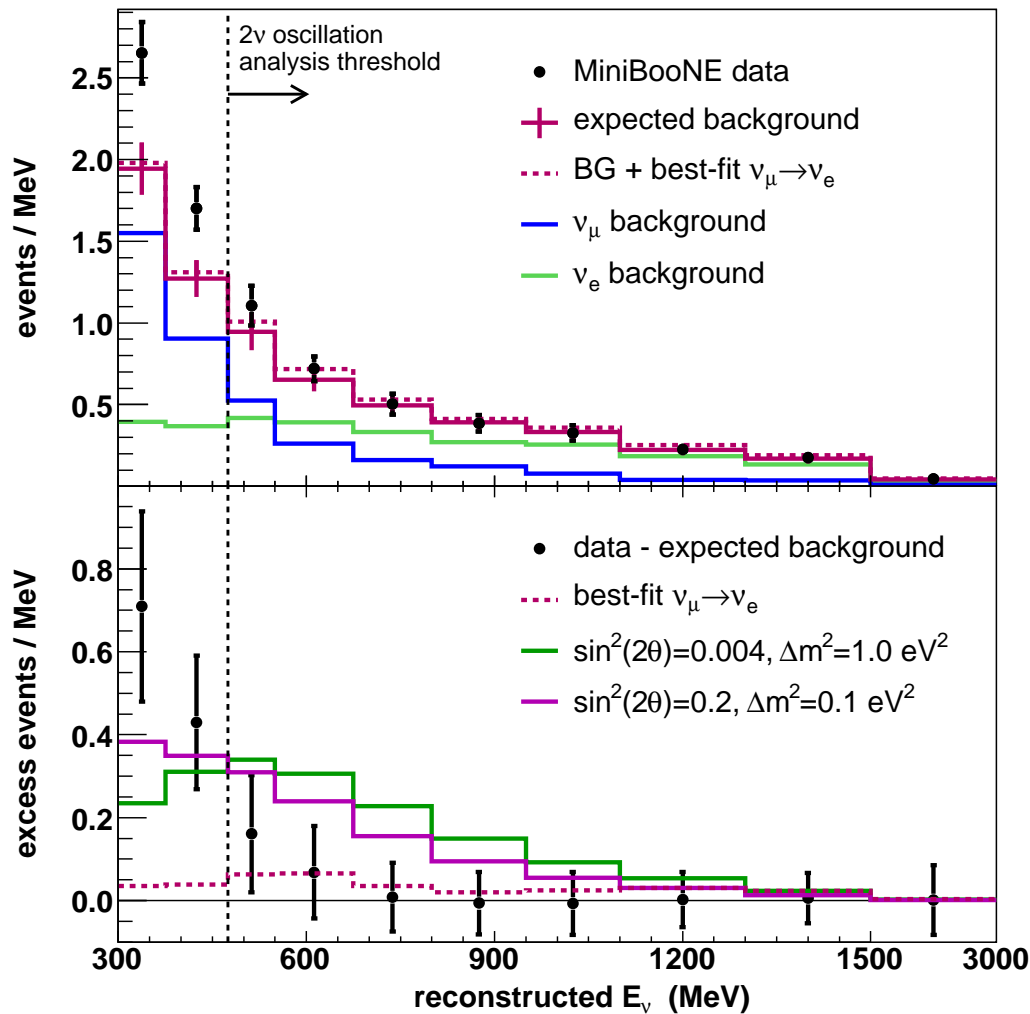 2ν oscillation
analysis threshold
MiniBooNE data
expected background
BG + best-fit νμ→νe
νμ background
νe background
events / MeV
2.5
2.0
1.5
1.0
0.5
data - expected background
best-fit νμ→νe
sin²(2θ)=0.004, Δm²=1.0 eV²
sin²(2θ)=0.2, Δm²=0.1 eV²
excess events / MeV
0.8
0.6
0.4
0.2
0.0
300 600 900 1200 1500 3000
reconstructed Eν (MeV)